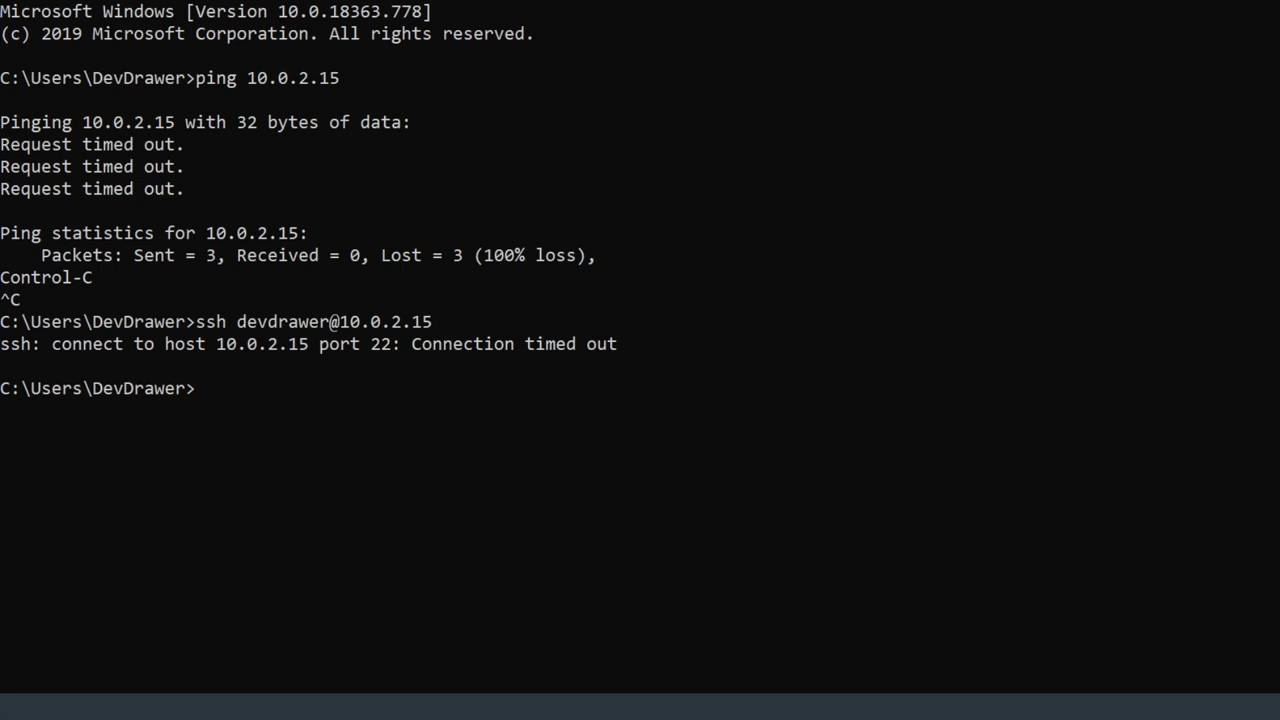 Microsoft Windows [Version 10.0.18363.778]
(c) 2019 Microsoft Corporation. All rights reserved.
C:\Users\DevDrawer>ping 10.0.2.15
Pinging 10.0.2.15 with 32 bytes of data:
Request timed out.
Request timed out.
Request timed out.
Ping statistics for 10.0.2.15:
    Packets: Sent = 3, Received = 0, Lost = 3 (100% loss),
Control-C
^C
C:\Users\DevDrawer>ssh devdrawer@10.0.2.15
ssh: connect to host 10.0.2.15 port 22: Connection timed out
C:\Users\DevDrawer>